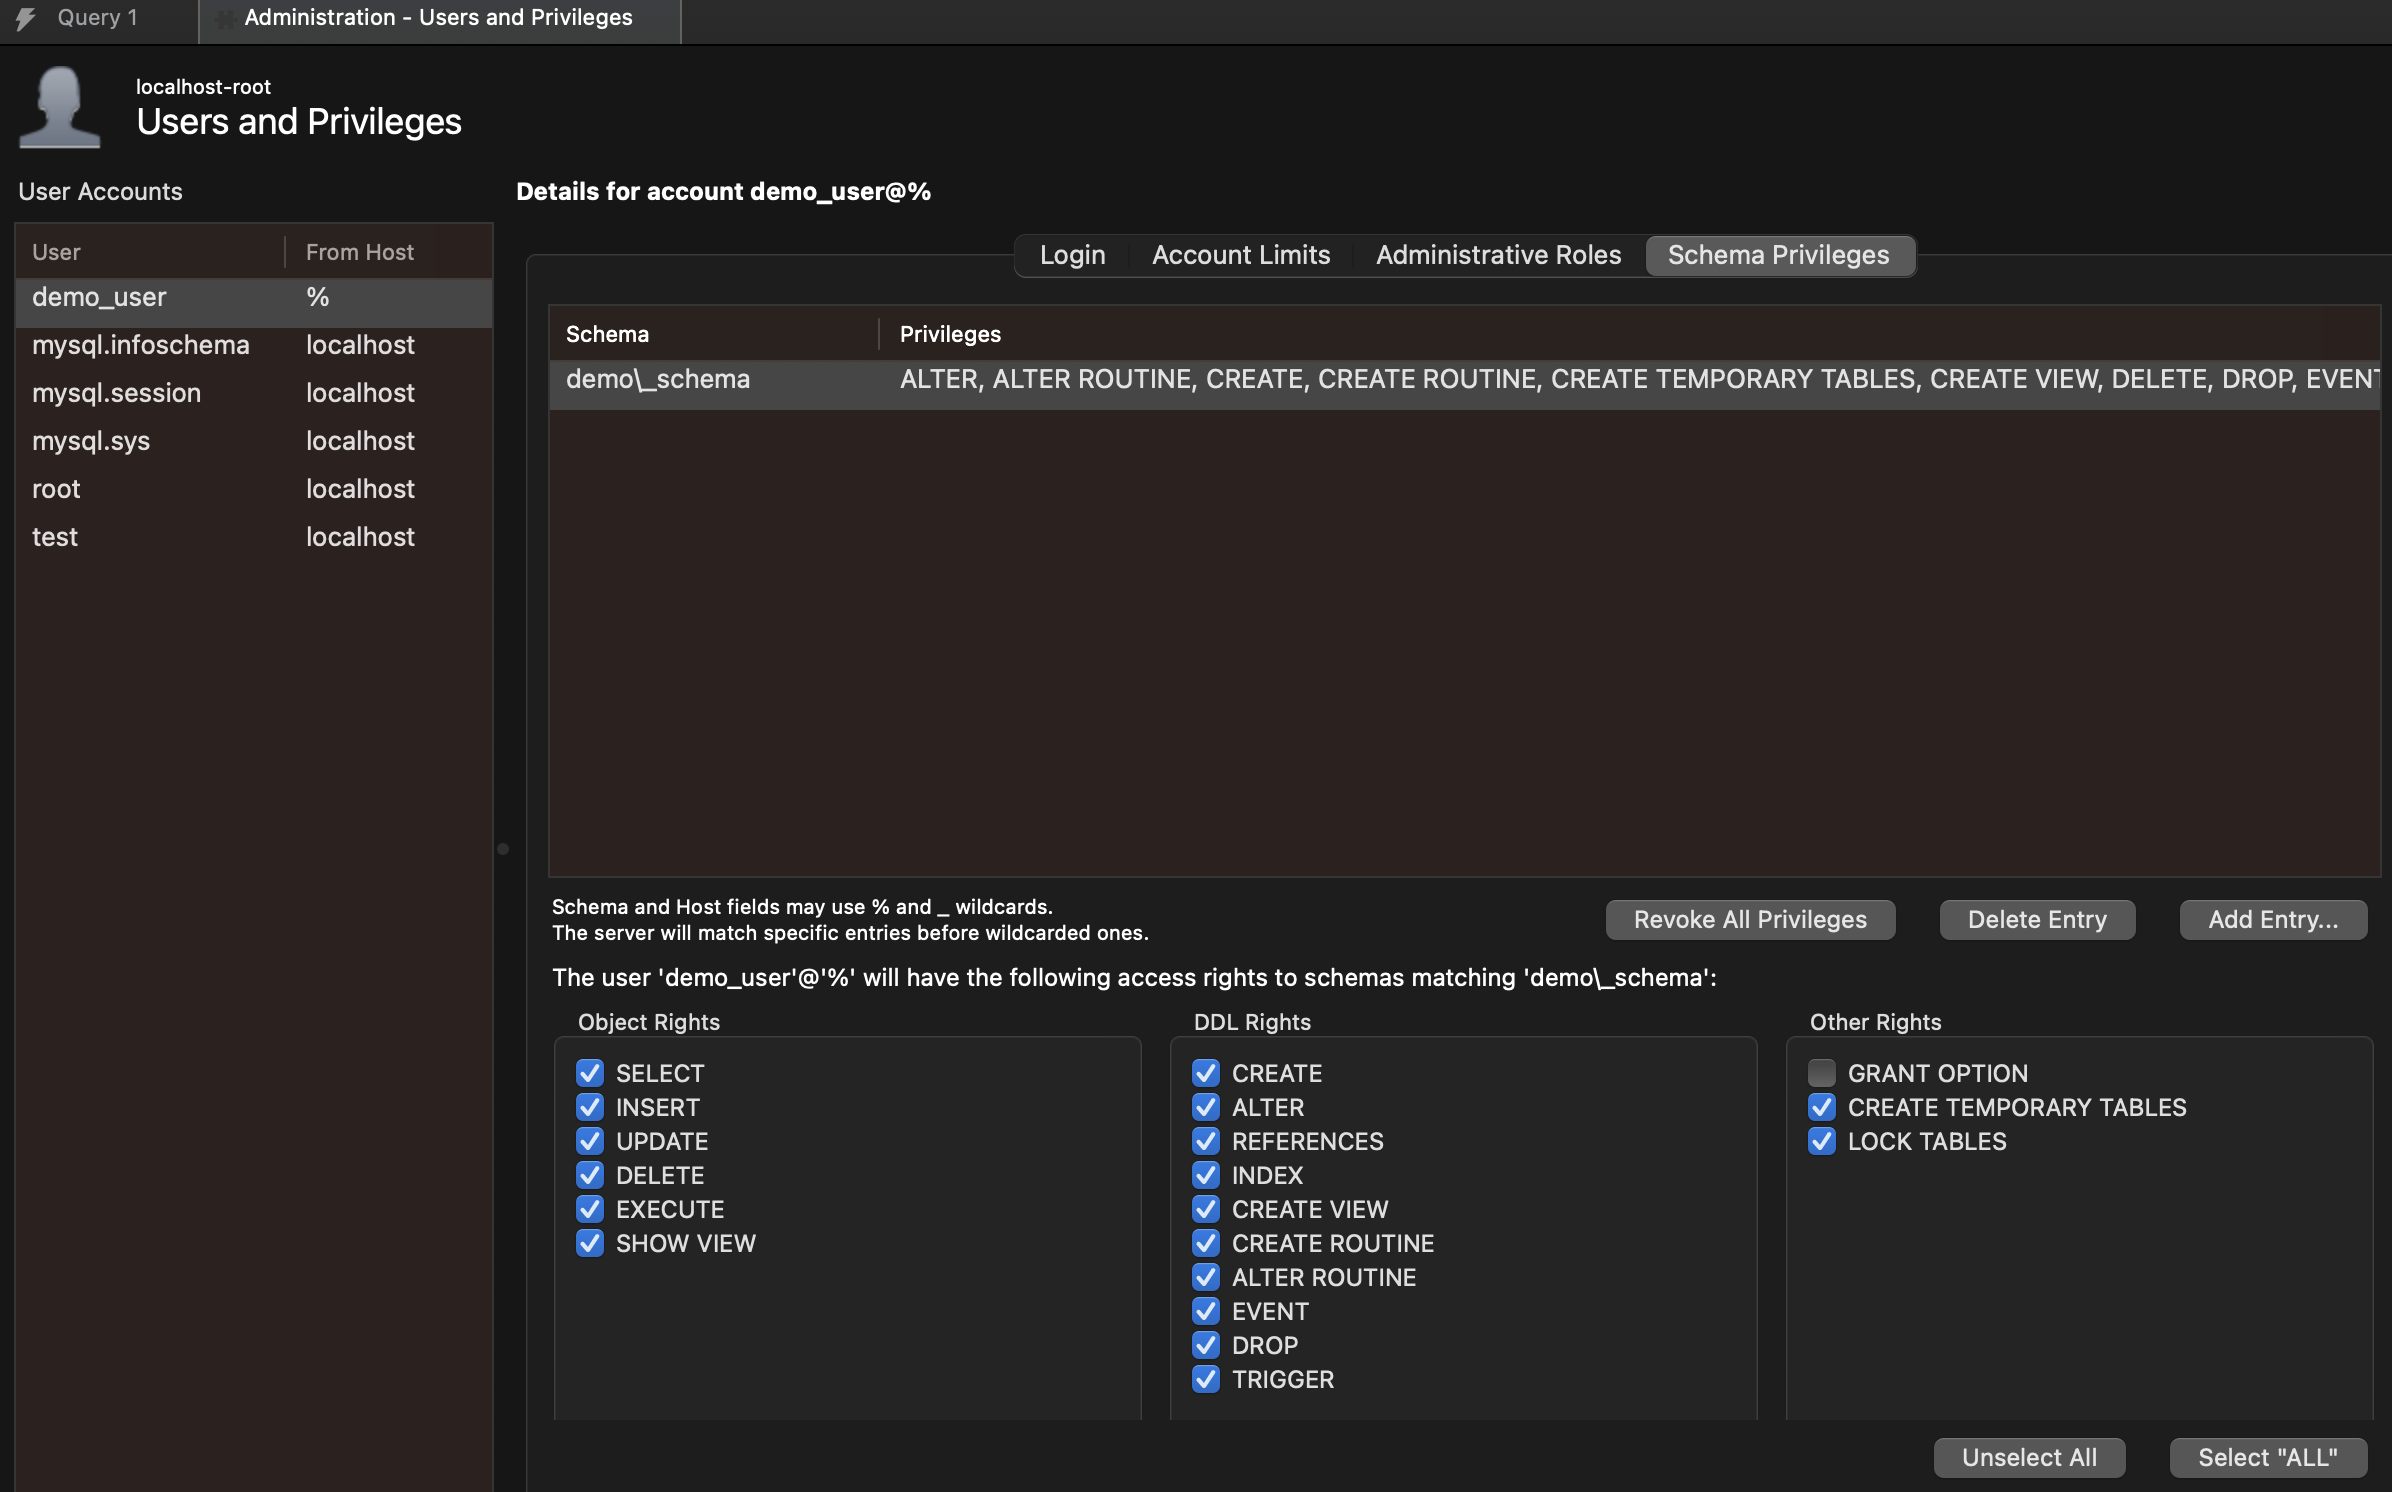 Query 1
Administration - Users and Privileges
localhost-root
Users and Privileges
User Accounts
Details for account demo_user@%
User From Host
demo_user %
mysql.infoschema localhost
mysql.session localhost
mysql.sys localhost
root localhost
test localhost
Login Account Limits Administrative Roles Schema Privileges
Schema Privileges
demo\_schema ALTER, ALTER ROUTINE, CREATE, CREATE ROUTINE, CREATE TEMPORARY TABLES, CREATE VIEW, DELETE, DROP, EVENT
Schema and Host fields may use % and _ wildcards.
The server will match specific entries before wildcarded ones.
Revoke All Privileges Delete Entry Add Entry...
The user 'demo_user'@'%' will have the following access rights to schemas matching 'demo\_schema':
Object Rights
SELECT
INSERT
UPDATE
DELETE
EXECUTE
SHOW VIEW
DDL Rights
CREATE
ALTER
REFERENCES
INDEX
CREATE VIEW
CREATE ROUTINE
ALTER ROUTINE
EVENT
DROP
TRIGGER
Other Rights
GRANT OPTION
CREATE TEMPORARY TABLES
LOCK TABLES
Unselect All Select "ALL"